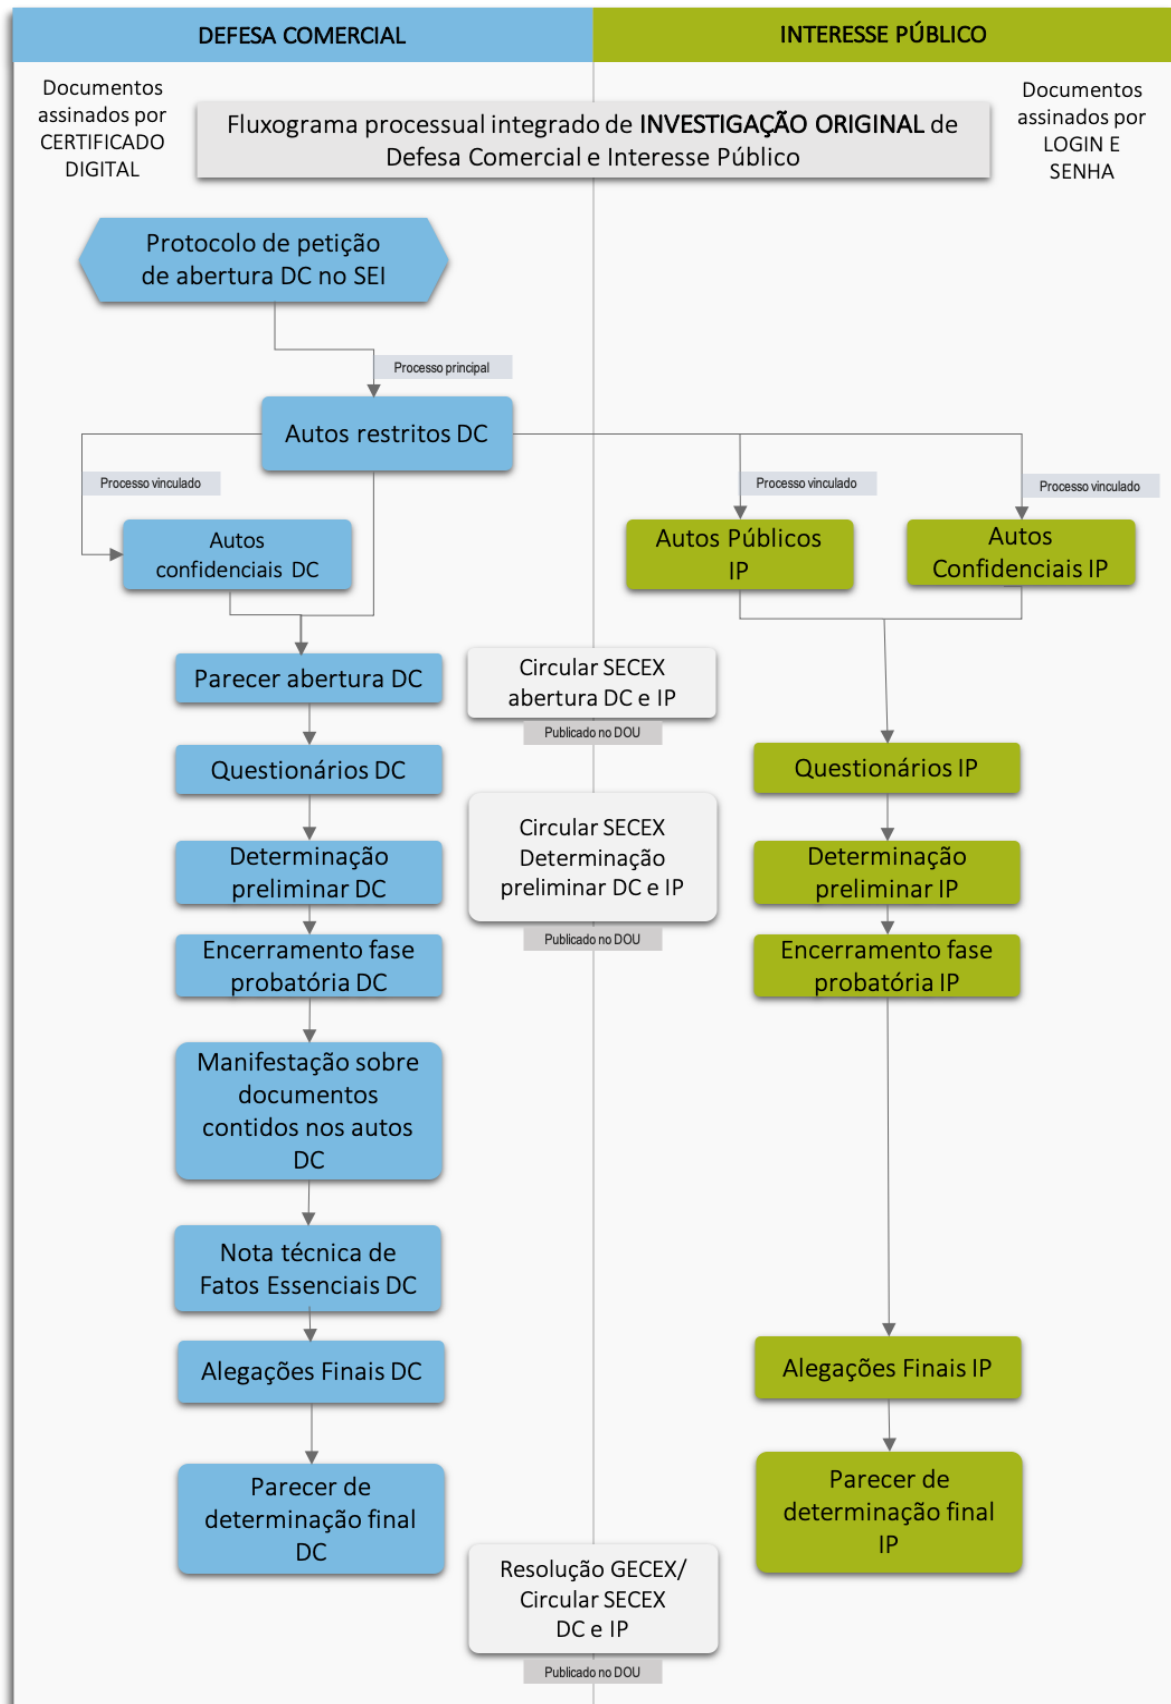 DEFESA COMERCIAL
INTERESSE PÚBLICO
Documentos
assinados por
CERTIFICADO
DIGITAL
Fluxograma processual integrado de INVESTIGAÇÃO ORIGINAL de
Defesa Comercial e Interesse Público
Documentos
assinados por
LOGIN E
SENHA
Protocolo de petição
de abertura DC no SEI
Processo principal
Autos restritos DC
Processo vinculado
Processo vinculado
Processo vinculado
Autos
confidenciais DC
Autos Públicos
IP
Autos
Confidenciais IP
Parecer abertura DC
Circular SECEX
abertura DC e IP
Publicado no DOU
Questionários DC
Questionários IP
Circular SECEX
Determinação
preliminar DC e IP
Publicado no DOU
Determinação
preliminar DC
Determinação
preliminar IP
Encerramento fase
probatória DC
Encerramento fase
probatória IP
Manifestação sobre
documentos
contidos nos autos
DC
Nota técnica de
Fatos Essenciais DC
Alegações Finais DC
Alegações Finais IP
Parecer de
determinação final
DC
Parecer de
determinação final
IP
Resolução GECEX/
Circular SECEX
DC e IP
Publicado no DOU